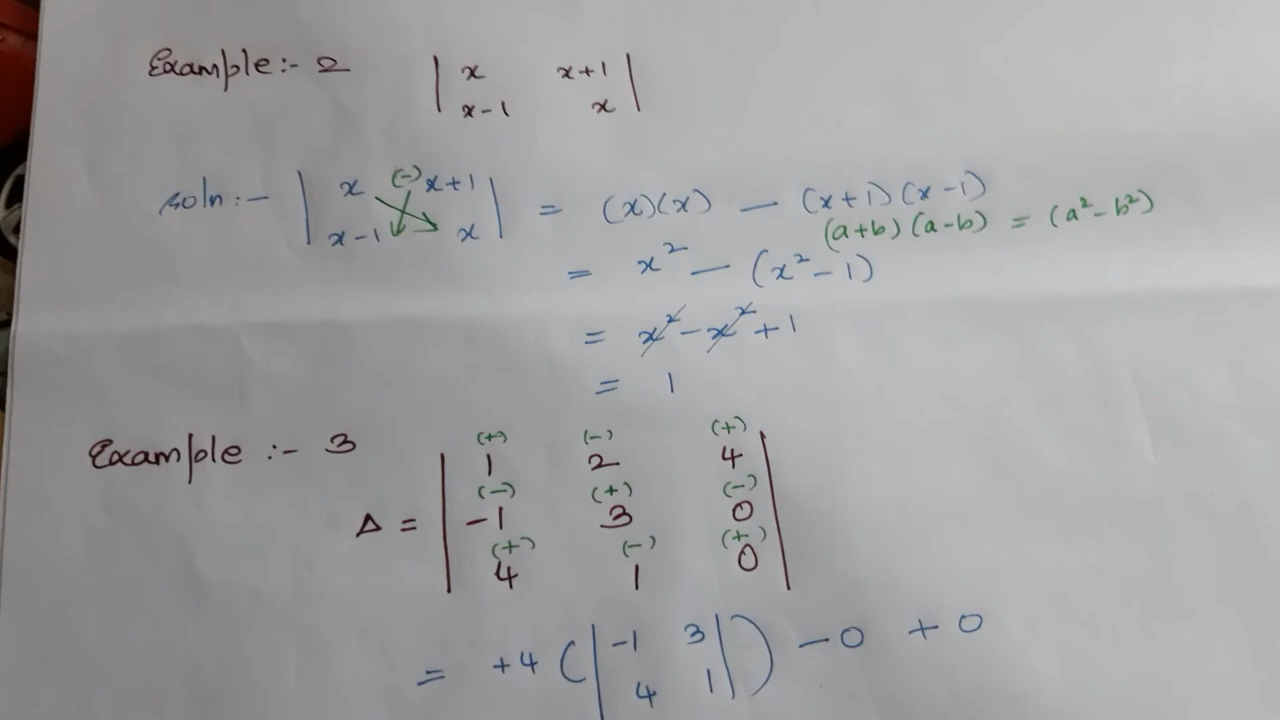 Example:- 2 | x x+1 |
| x-1 x |
soln:- | x (-) x+1 | = (x)(x) - (x+1)(x-1)
| x-1 x | (a+b)(a-b) = (a²-b²)
= x² - (x²-1)
= x² - x² + 1
= 1
Example :- 3
(+) (-) (+)
| 1 2 4 |
(-) (+) (-)
Δ = | -1 3 0 |
(+) (-) (+)
| 4 1 0 |
= +4 ( | -1 3 | ) - 0 + 0
| 4 1 |